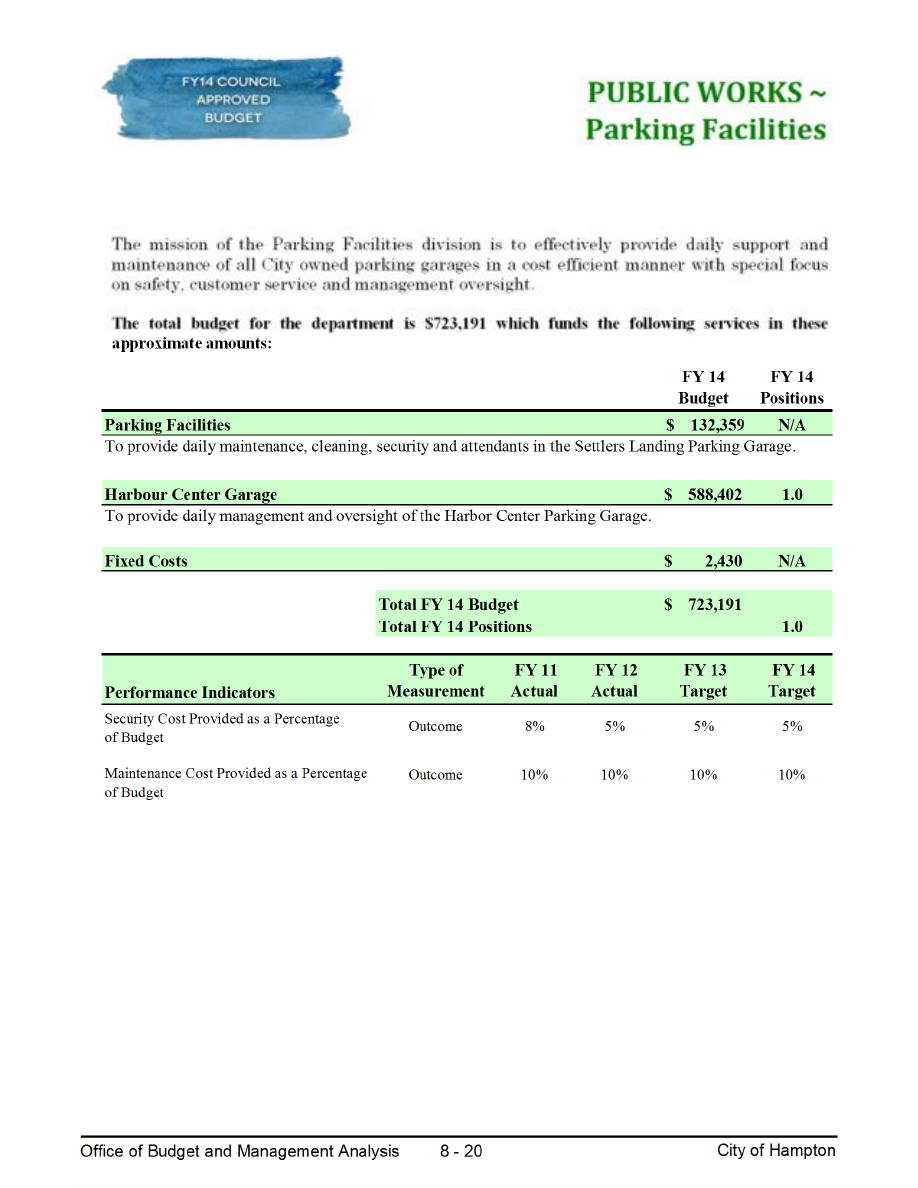 FY14 COUNCIL
APPROVED
BUDGET
PUBLIC WORKS ~
Parking Facilities
The mission of the Parking Facilities division is to effectively provide daily support and
maintenance of all City owned parking garages in a cost efficient manner with special focus
on safety, customer service and management oversight.
The total budget for the department is $723,191 which funds the following services in these
approximate amounts:
FY 14 FY 14
Budget Positions
Parking Facilities $ 132,359 N/A
To provide daily maintenance, cleaning, security and attendants in the Settlers Landing Parking Garage.
Harbour Center Garage $ 588,402 1.0
To provide daily management and oversight of the Harbor Center Parking Garage.
Fixed Costs $ 2,430 N/A
Total FY 14 Budget $ 723,191
Total FY 14 Positions 1.0
Type of FY 11 FY 12 FY 13 FY 14
Performance Indicators Measurement Actual Actual Target Target
Security Cost Provided as a Percentage
of Budget Outcome 8% 5% 5% 5%
Maintenance Cost Provided as a Percentage Outcome 10% 10% 10% 10%
of Budget
Office of Budget and Management Analysis 8 - 20 City of Hampton